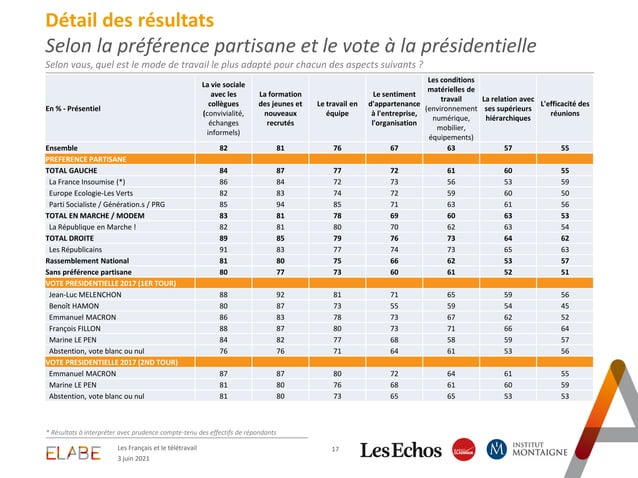 Détail des résultats
Selon la préférence partisane et le vote à la présidentielle
Selon vous, quel est le mode de travail le plus adapté pour chacun des aspects suivants ?
En % - Présentiel
La vie sociale
avec les
collègues
(convivialité,
échanges
informels)
La formation
des jeunes et
nouveaux
recrutés
Le travail en
équipe
Le sentiment
d'appartenance
à l'entreprise,
l'organisation
Les conditions
matérielles de
travail
(environnement
numérique,
mobilier,
équipements)
La relation avec
ses supérieurs
hiérarchiques
L'efficacité des
réunions
Ensemble 82 81 76 67 63 57 55
PREFERENCE PARTISANE
TOTAL GAUCHE 84 87 77 72 61 60 55
La France Insoumise (*) 86 84 72 73 56 53 59
Europe Ecologie-Les Verts 82 83 74 72 59 60 50
Parti Socialiste / Génération.s / PRG 85 94 85 71 63 61 56
TOTAL EN MARCHE / MODEM 83 81 78 69 60 63 53
La République en Marche ! 82 81 80 70 62 63 54
TOTAL DROITE 89 85 79 76 73 64 62
Les Républicains 91 83 77 74 73 65 63
Rassemblement National 81 80 75 66 62 53 57
Sans préférence partisane 80 77 73 60 61 52 51
VOTE PRESIDENTIELLE 2017 (1ER TOUR)
Jean-Luc MELENCHON 88 92 81 71 65 59 56
Benoît HAMON 80 87 73 55 59 54 45
Emmanuel MACRON 86 83 78 73 67 62 52
François FILLON 88 87 80 73 71 66 64
Marine LE PEN 84 82 77 68 58 59 57
Abstention, vote blanc ou nul 76 76 71 64 61 53 56
VOTE PRESIDENTIELLE 2017 (2ND TOUR)
Emmanuel MACRON 87 87 80 72 64 61 55
Marine LE PEN 81 80 76 68 61 60 59
Abstention, vote blanc ou nul 81 80 73 65 65 53 53
* Résultats à interpréter avec prudence compte-tenu des effectifs de répondants
ELABE
Les Français et le télétravail
3 juin 2021
17
Les Echos
RADIO CLASSIQUE
M
INSTITUT
MONTAIGNE